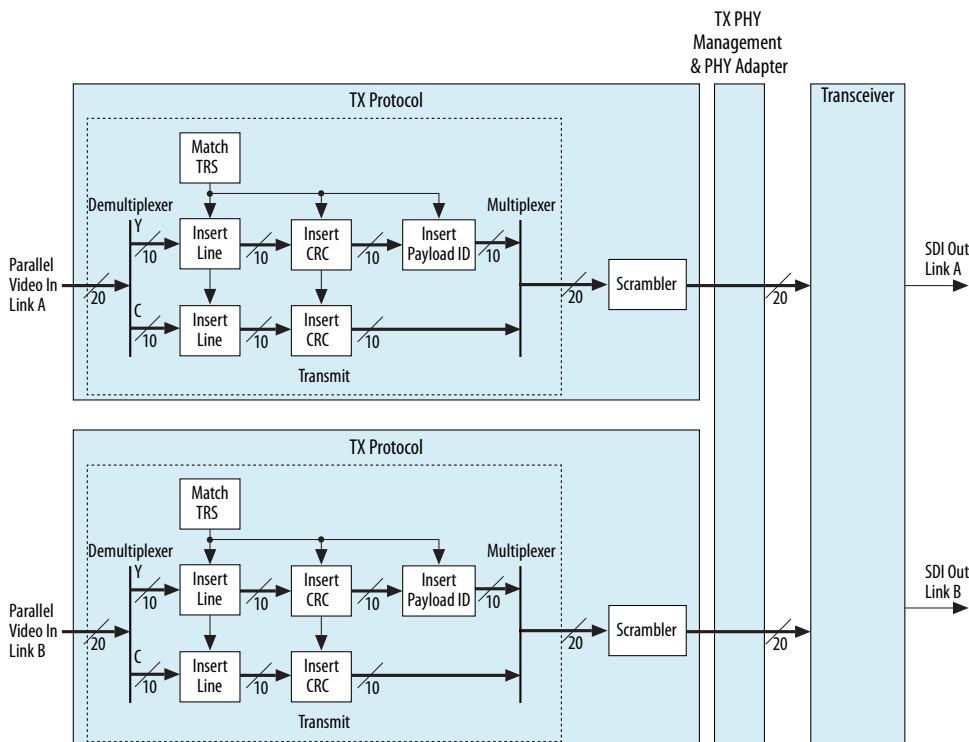 TX PHY
Management
& PHY Adapter
TX Protocol
Transceiver
Match
TRS
Demultiplexer
Multiplexer
Y
Insert
Line
Insert
CRC
Insert
Payload ID
10
10
10
10
Parallel
Video In
Link A
20
20
Scrambler
20
SDI Out
Link A
C
Insert
Line
Insert
CRC
10
10
10
Transmit
TX Protocol
Match
TRS
Demultiplexer
Multiplexer
Y
Insert
Line
Insert
CRC
Insert
Payload ID
10
10
10
10
Parallel
Video In
Link B
20
20
Scrambler
20
SDI Out
Link B
C
Insert
Line
Insert
CRC
10
10
10
Transmit